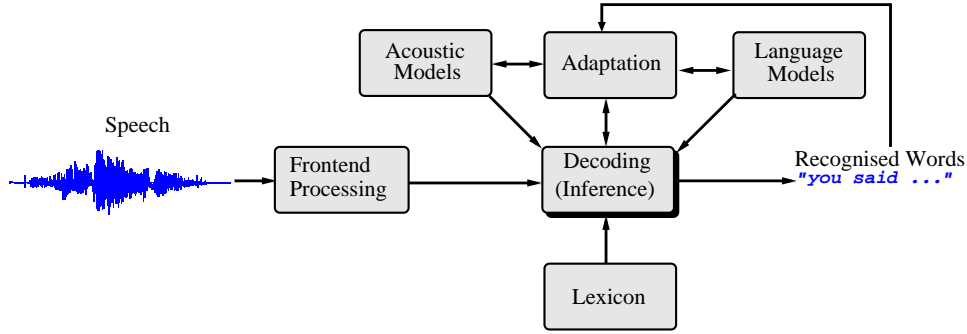 Acoustic
Models
Adaptation
Language
Models
Speech
Frontend
Processing
Decoding
(Inference)
Recognised Words
"you said ..."
Lexicon